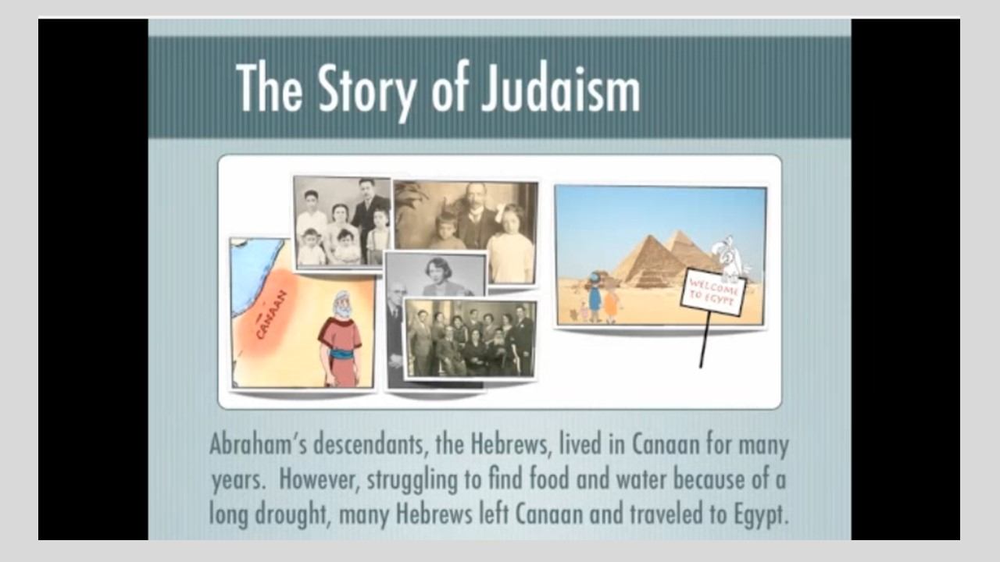 The Story of Judaism
CANAAN
WELCOME
TO EGYPT
Abraham's descendants, the Hebrews, lived in Canaan for many
years.  However, struggling to find food and water because of a
long drought, many Hebrews left Canaan and traveled to Egypt.